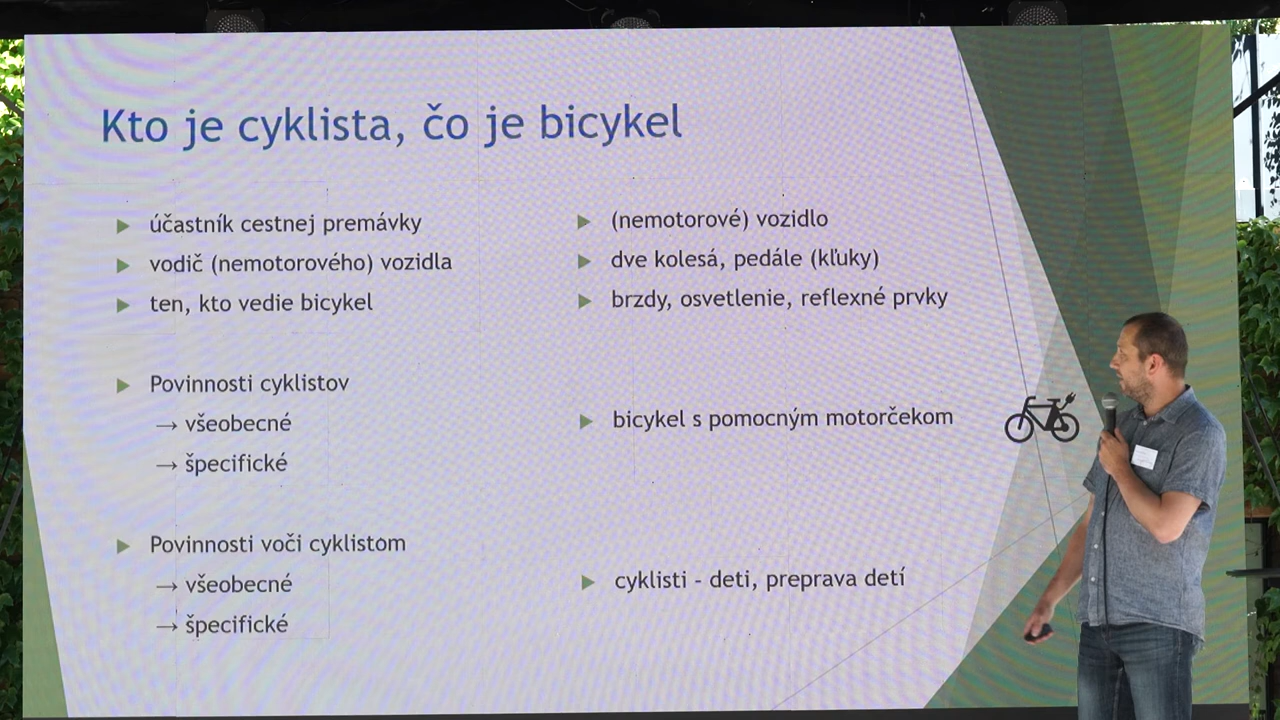 Kto je cyklista, čo je bicykel
účastník cestnej premávky
vodič (nemotorového) vozidla
ten, kto vedie bicykel
Povinnosti cyklistov
→ všeobecné
→ špecifické
Povinnosti voči cyklistom
→ všeobecné
→ špecifické
(nemotorové) vozidlo
dve kolesá, pedále (kľuky)
brzdy, osvetlenie, reflexné prvky
bicykel s pomocným motorčekom
cyklisti - deti, preprava detí